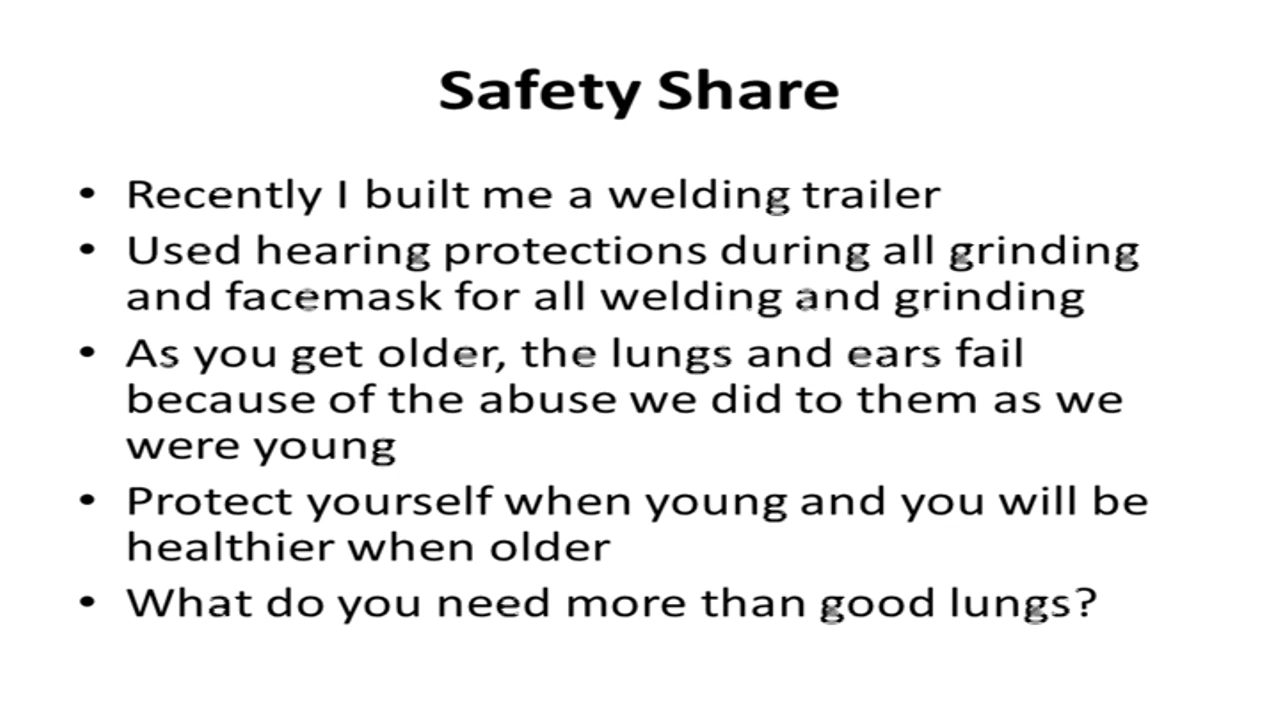 Safety Share
• Recently I built me a welding trailer
• Used hearing protections during all grinding
and facemask for all welding and grinding
• As you get older, the lungs and ears fail
because of the abuse we did to them as we
were young
• Protect yourself when young and you will be
healthier when older
• What do you need more than good lungs?